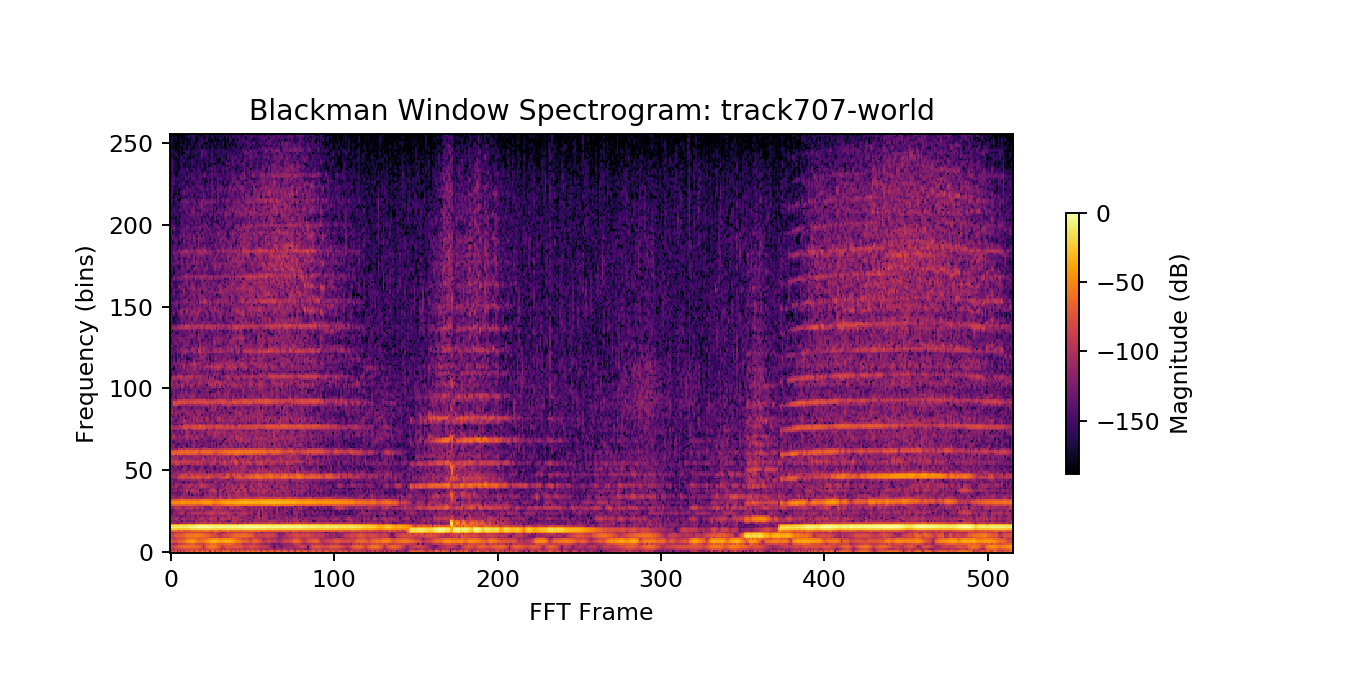 Blackman Window Spectrogram: track707-world
250
200
150
100
50
0
Frequency (bins)
0 100 200 300 400 500
FFT Frame
0
−50
−100
−150
Magnitude (dB)